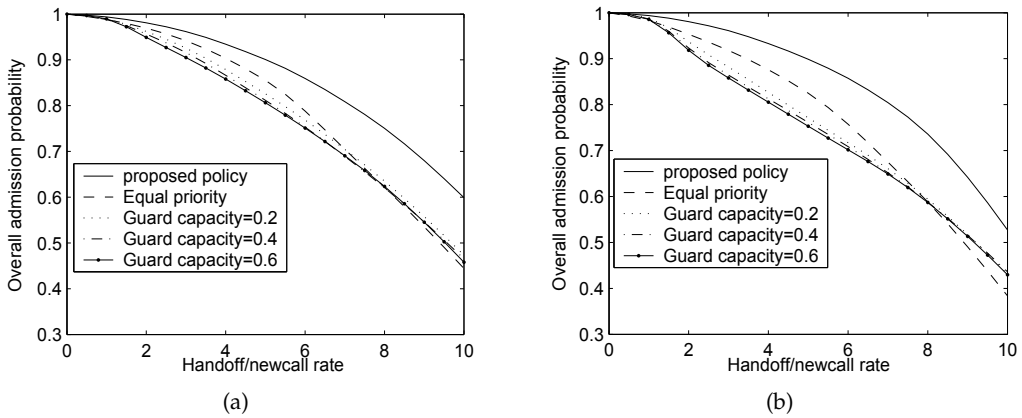 1
0.9
0.8
0.7
0.6
0.5
0.4
0.3
0 2 4 6 8 10
Overall admission probability
Handoff/newcall rate
proposed policy
Equal priority
Guard capacity=0.2
Guard capacity=0.4
Guard capacity=0.6
(a)
1
0.9
0.8
0.7
0.6
0.5
0.4
0.3
0 2 4 6 8 10
Overall admission probability
Handoff/newcall rate
proposed policy
Equal priority
Guard capacity=0.2
Guard capacity=0.4
Guard capacity=0.6
(b)